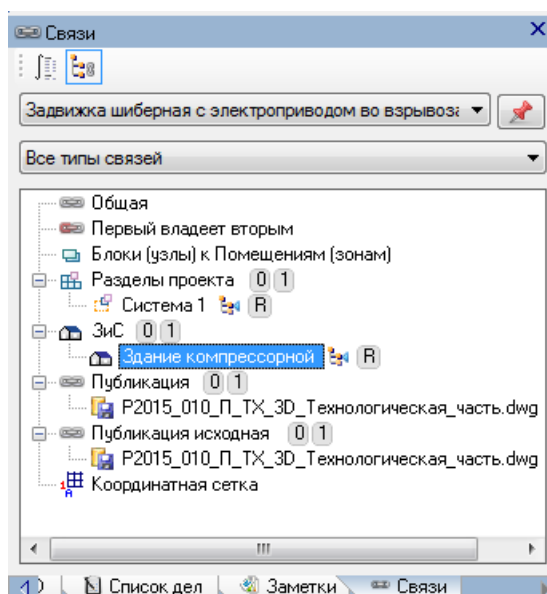 Связи
Задвижка шиберная с электроприводом во взрывоза
Все типы связей
Общая
Первый владеет вторым
Блоки (узлы) к Помещениям (зонам)
Разделы проекта 0 1
Система 1 R
ЗиС 0 1
Здание компрессорной R
Публикация 0 1
P2015_010_П_ТХ_3D_Технологическая_часть.dwg
Публикация исходная 0 1
P2015_010_П_ТХ_3D_Технологическая_часть.dwg
Координатная сетка
Список дел Заметки Связи